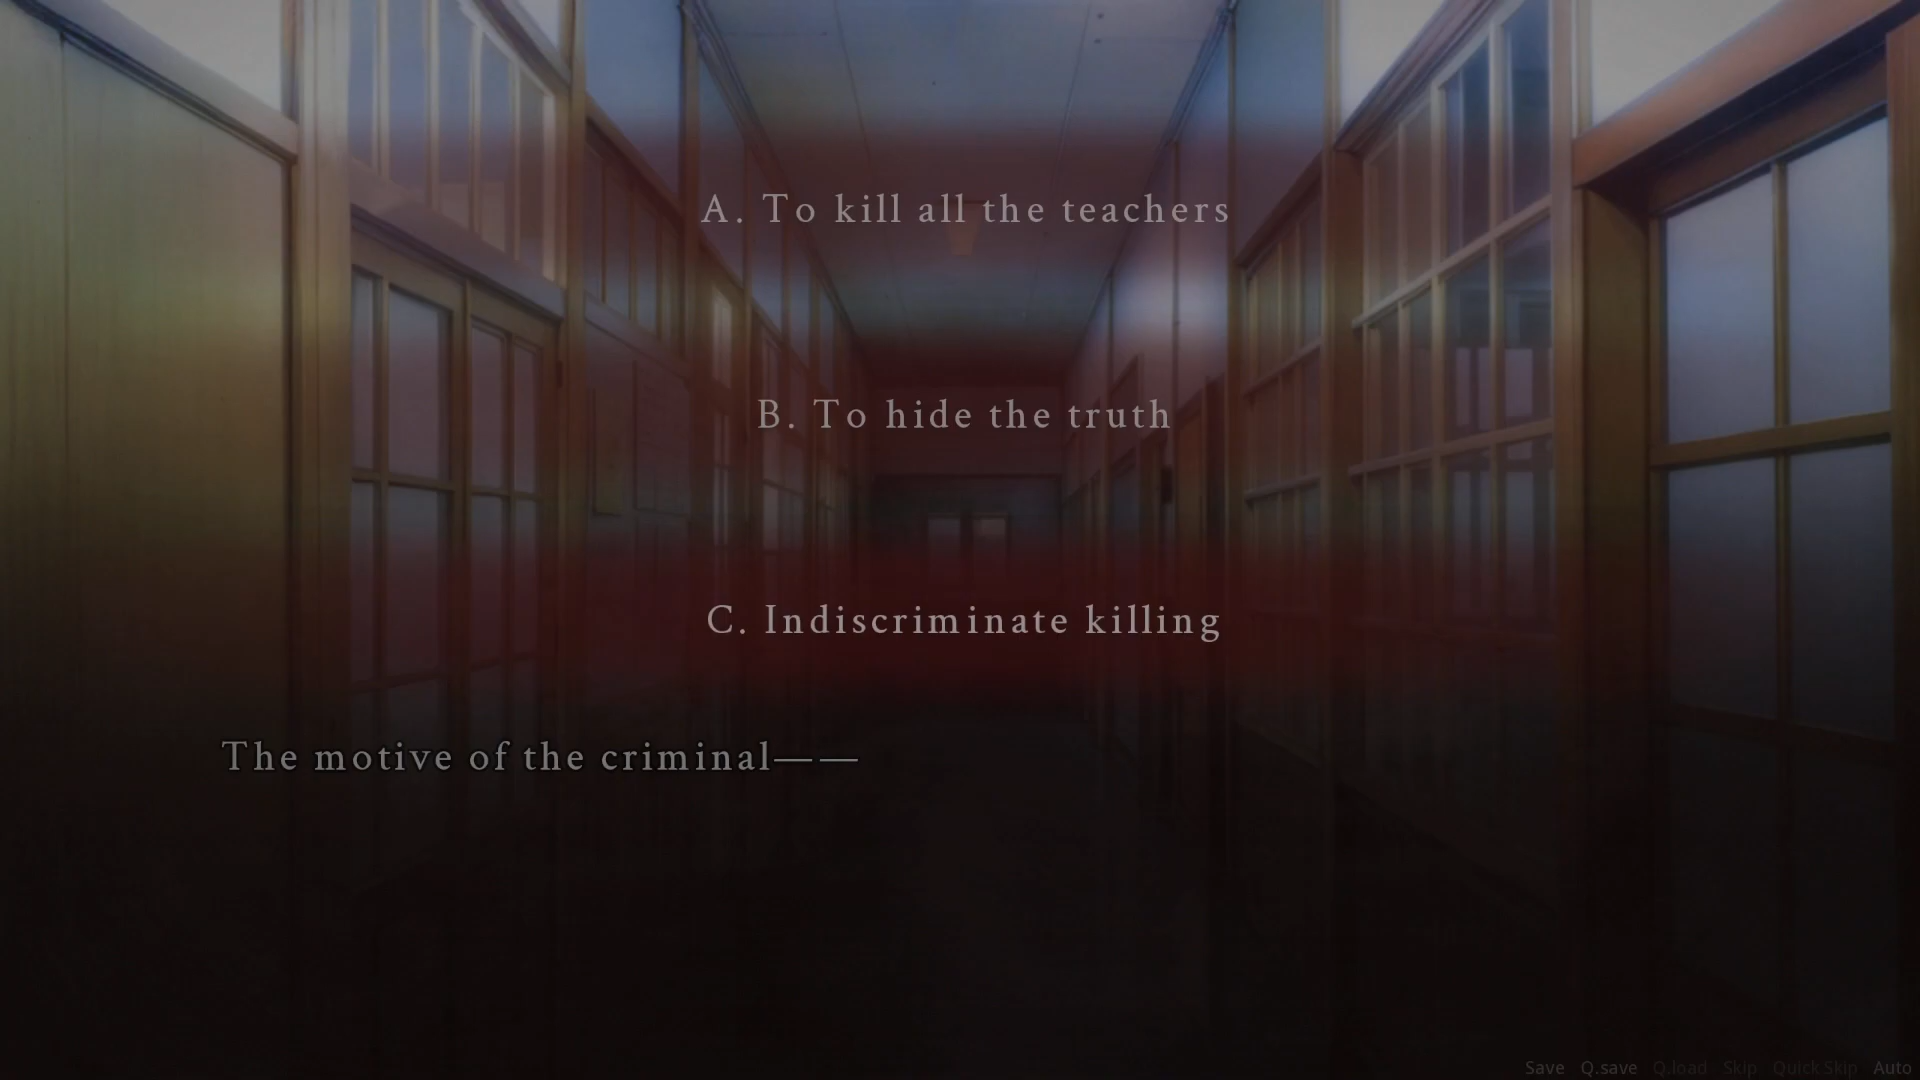 A. To kill all the teachers
B. To hide the truth
C. Indiscriminate killing
The motive of the criminal——
Save Q.save Q.load Skip Quick Skip Auto